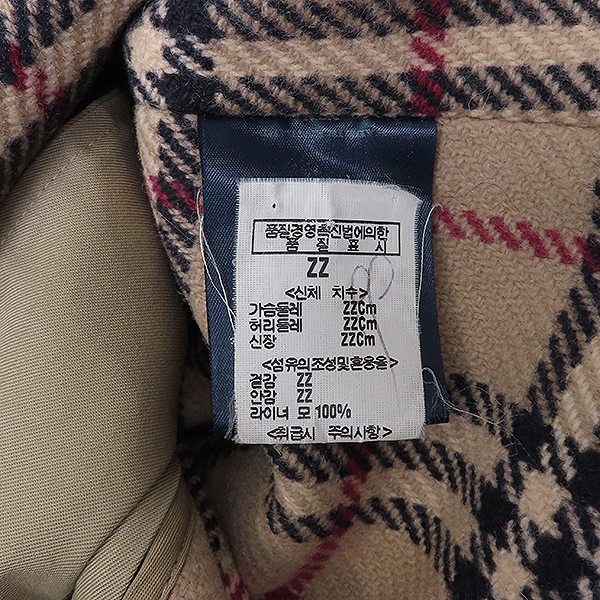 품질경영촉진법에의한
품 질 표 시
ZZ
<신체 치수>
가슴둘레 ZZCm
허리둘레 ZZCm
신장 ZZCm
<섬유의조성및혼용율>
겉감 ZZ
안감 ZZ
라이너 모 100%
<취급시 주의사항>